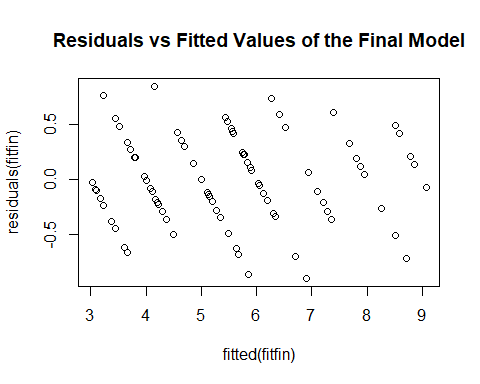 Residuals vs Fitted Values of the Final Model
residuals(fitfin)
0.5
0.0
-0.5
3 4 5 6 7 8 9
fitted(fitfin)